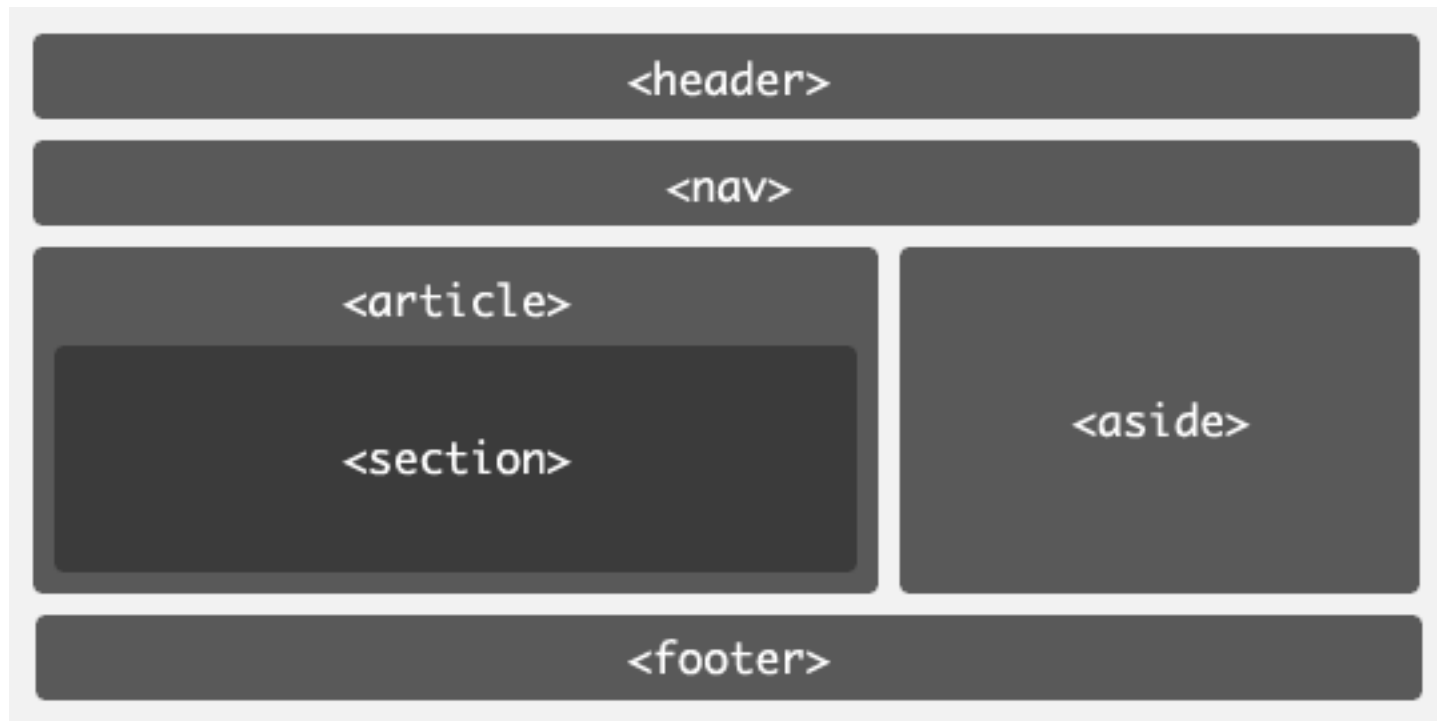 <header>
<nav>
<article>
<section>
<aside>
<footer>